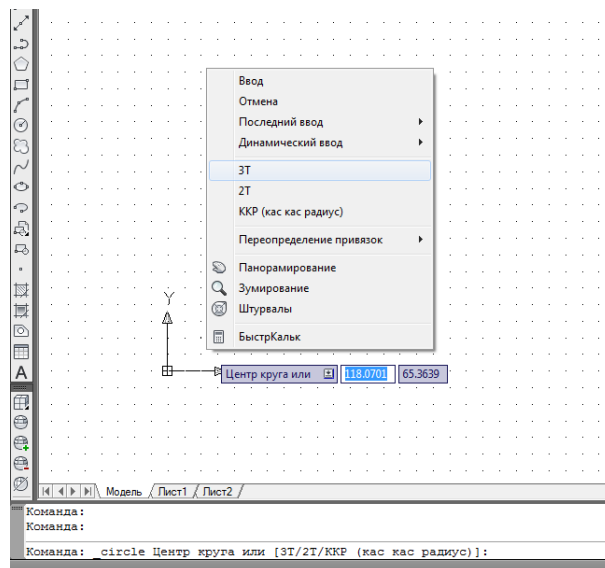 Ввод
Отмена
Последний ввод
Динамический ввод
3Т
2Т
ККР (кас кас радиус)
Переопределение привязок
Панорамирование
Зумирование
Штурвалы
БыстрКальк
Y
Центр круга или 118.0701 65.3639
A
Модель Лист1 Лист2
Команда:
Команда:
Команда: _circle Центр круга или [3Т/2Т/ККР (кас кас радиус)]: